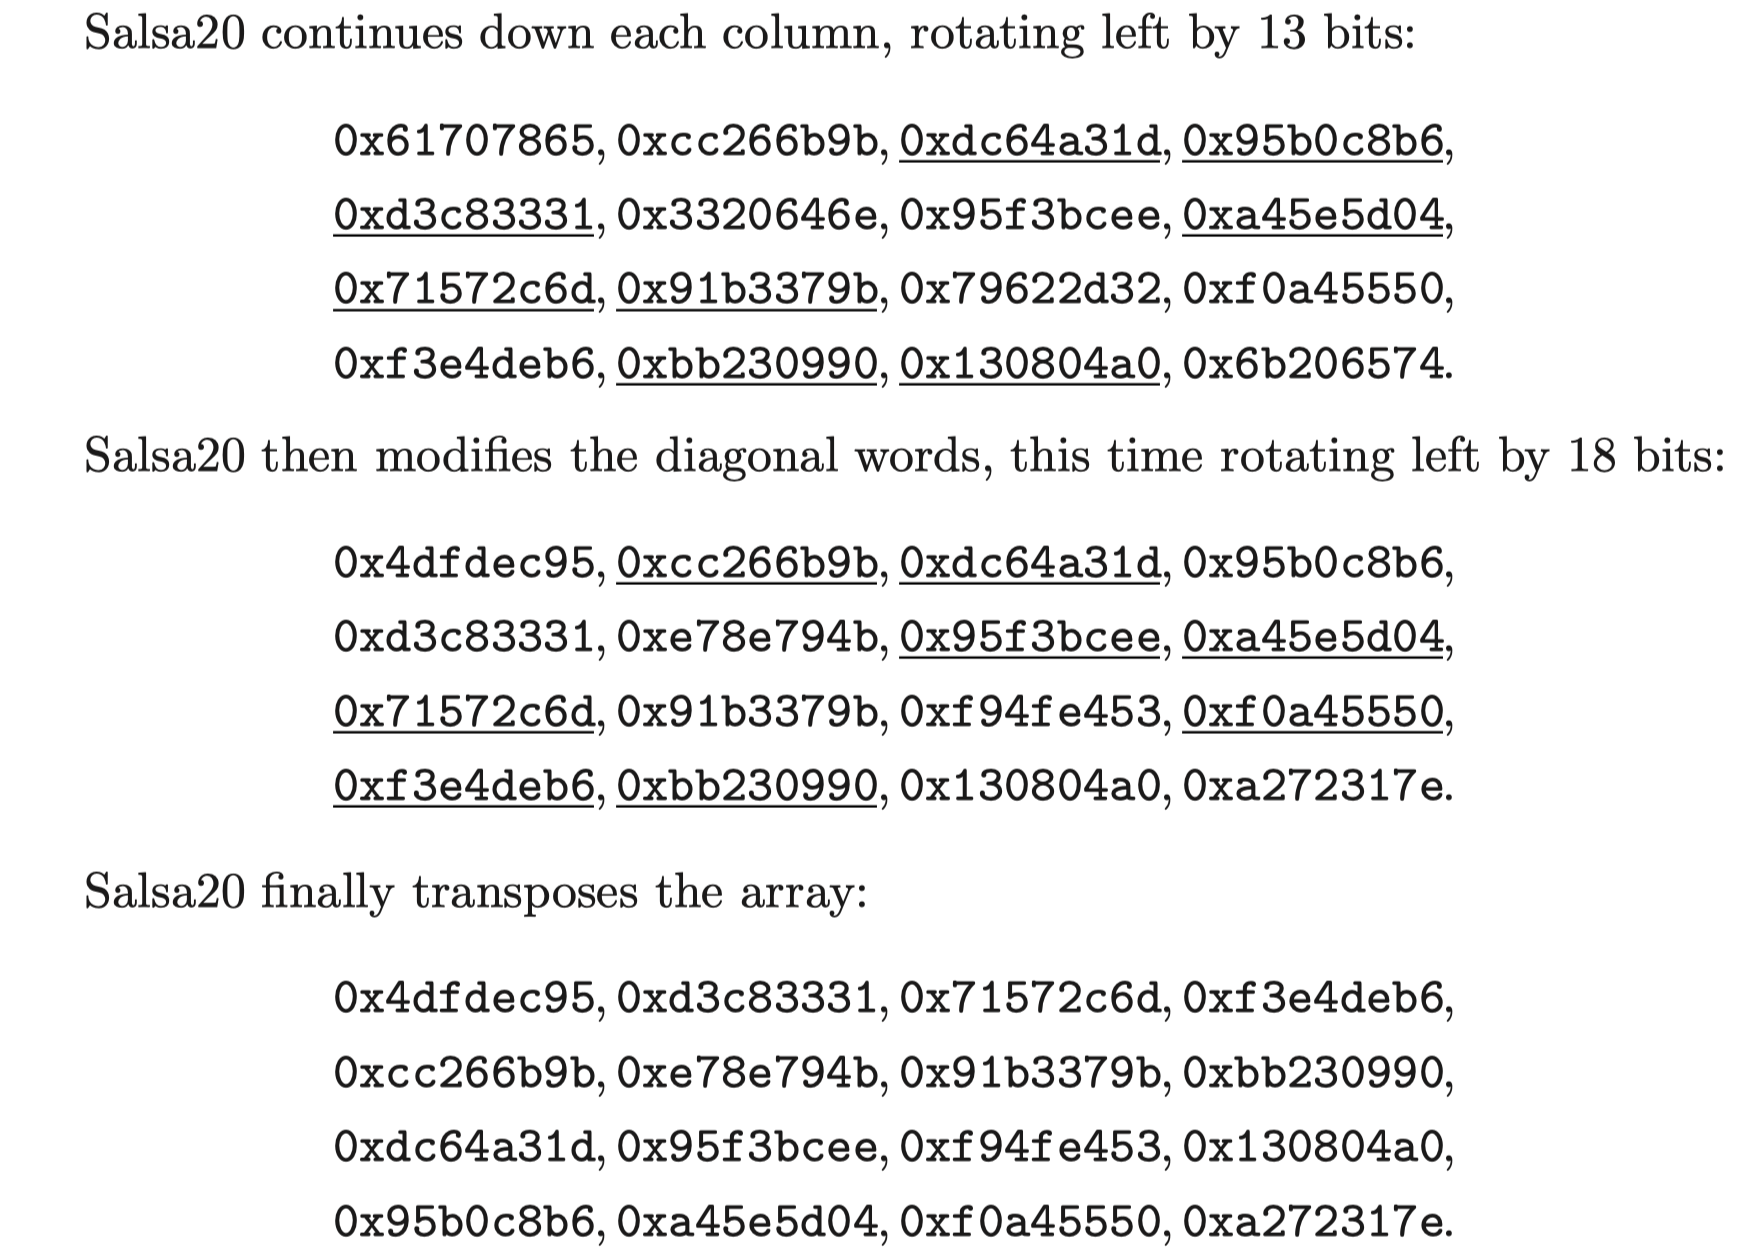 Salsa20 continues down each column, rotating left by 13 bits:
0x61707865, 0xcc266b9b, 0xdc64a31d, 0x95b0c8b6,
0xd3c83331, 0x3320646e, 0x95f3bcee, 0xa45e5d04,
0x71572c6d, 0x91b3379b, 0x79622d32, 0xf0a45550,
0xf3e4deb6, 0xbb230990, 0x130804a0, 0x6b206574.
Salsa20 then modifies the diagonal words, this time rotating left by 18 bits:
0x4dfdec95, 0xcc266b9b, 0xdc64a31d, 0x95b0c8b6,
0xd3c83331, 0xe78e794b, 0x95f3bcee, 0xa45e5d04,
0x71572c6d, 0x91b3379b, 0xf94fe453, 0xf0a45550,
0xf3e4deb6, 0xbb230990, 0x130804a0, 0xa272317e.
Salsa20 finally transposes the array:
0x4dfdec95, 0xd3c83331, 0x71572c6d, 0xf3e4deb6,
0xcc266b9b, 0xe78e794b, 0x91b3379b, 0xbb230990,
0xdc64a31d, 0x95f3bcee, 0xf94fe453, 0x130804a0,
0x95b0c8b6, 0xa45e5d04, 0xf0a45550, 0xa272317e.